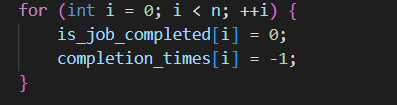 for (int i = 0; i < n; ++i) {
    is_job_completed[i] = 0;
    completion_times[i] = -1;
}